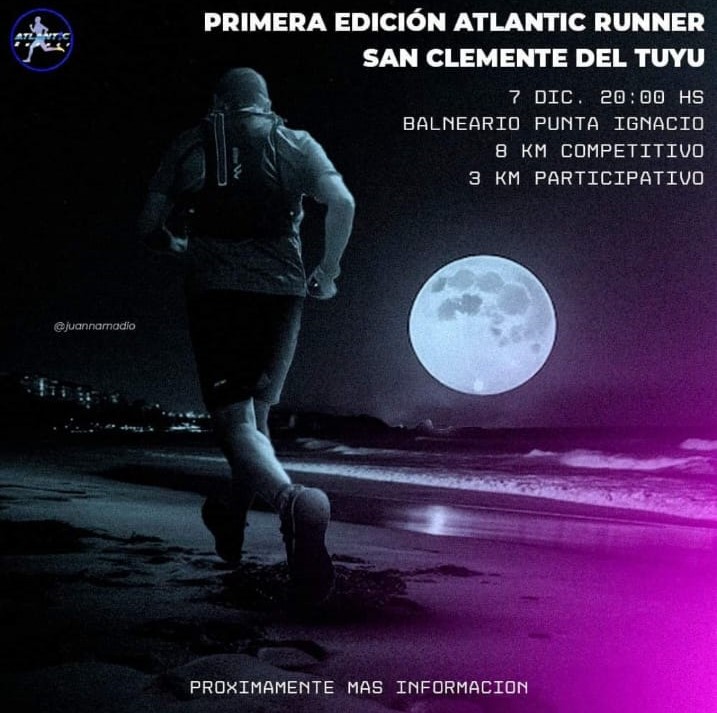 PRIMERA EDICIÓN ATLANTIC RUNNER
SAN CLEMENTE DEL TUYU
7 DIC. 20:00 HS
BALNEARIO PUNTA IGNACIO
8 KM COMPETITIVO
3 KM PARTICIPATIVO
ATLANTIC
@juannamadio
PROXIMAMENTE MAS INFORMACION